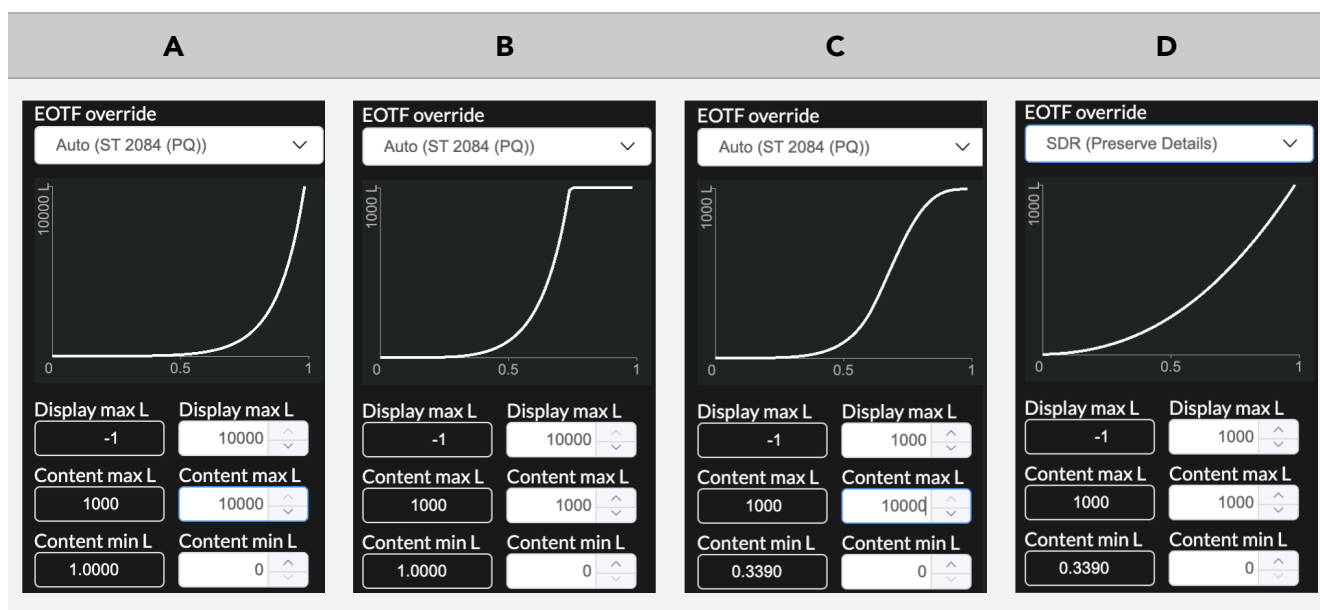 A B C D
EOTF override
Auto (ST 2084 (PQ))
10000 L
0 0.5 1
Display max L Display max L
-1 10000
Content max L Content max L
1000 10000
Content min L Content min L
1.0000 0
EOTF override
Auto (ST 2084 (PQ))
1000 L
0 0.5 1
Display max L Display max L
-1 10000
Content max L Content max L
1000 1000
Content min L Content min L
1.0000 0
EOTF override
Auto (ST 2084 (PQ))
1000 L
0 0.5 1
Display max L Display max L
-1 1000
Content max L Content max L
1000 10000
Content min L Content min L
0.3390 0
EOTF override
SDR (Preserve Details)
1000 L
0 0.5 1
Display max L Display max L
-1 1000
Content max L Content max L
1000 1000
Content min L Content min L
0.3390 0